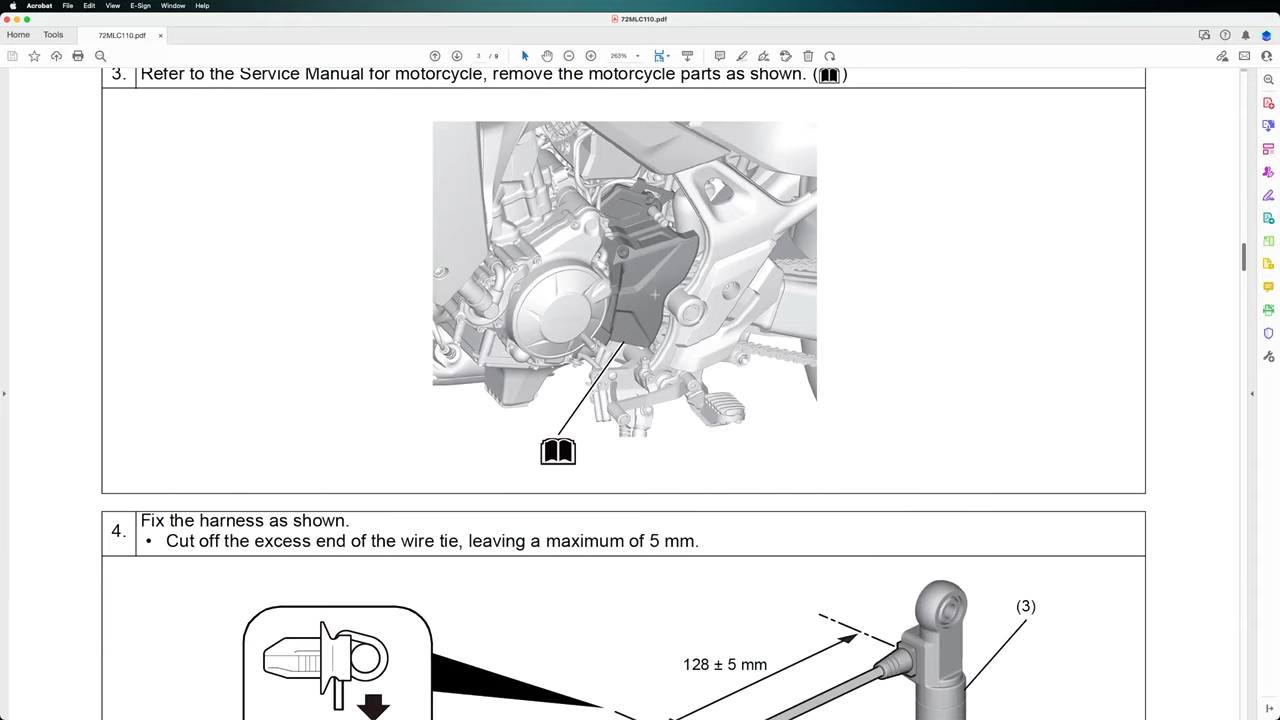 Acrobat File Edit View E-Sign Window Help
72MLC110.pdf
Home Tools 72MLC110.pdf ×
3 / 9 263%
3. Refer to the Service Manual for motorcycle, remove the motorcycle parts as shown. ( )
4. Fix the harness as shown.
• Cut off the excess end of the wire tie, leaving a maximum of 5 mm.
(3)
128 ± 5 mm